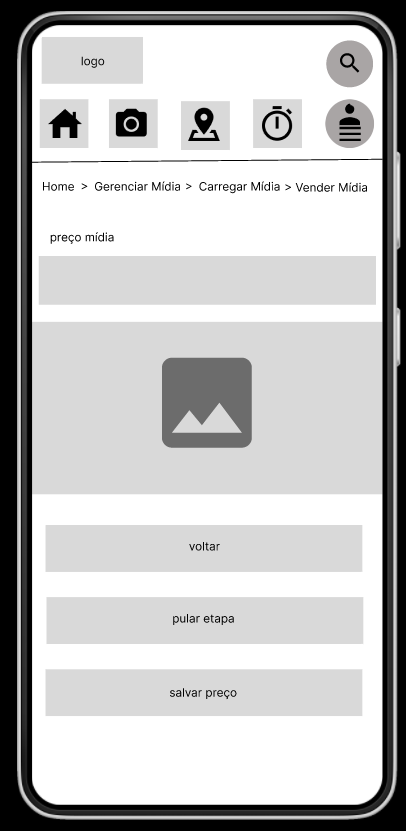 logo
Home > Gerenciar Mídia > Carregar Mídia > Vender Mídia
preço mídia
voltar
pular etapa
salvar preço